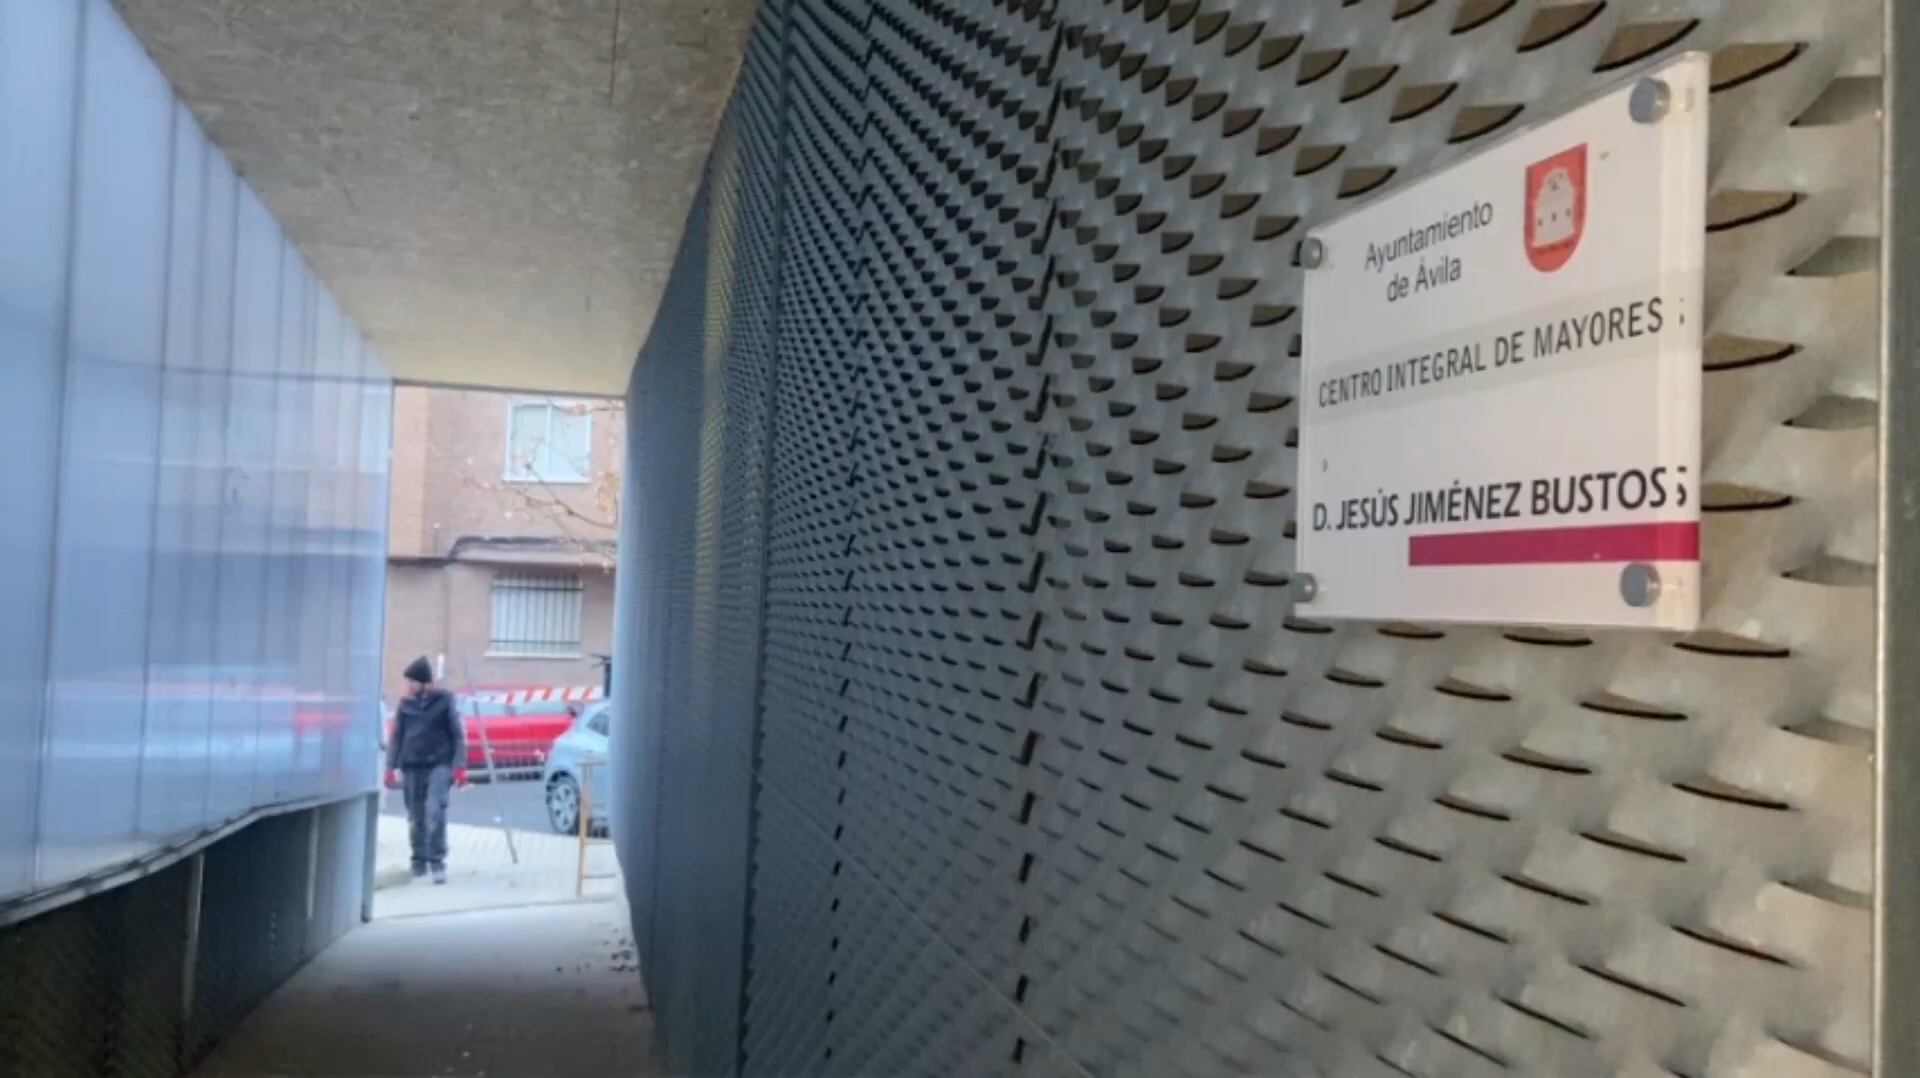 Ayuntamiento
de Ávila
CENTRO INTEGRAL DE MAYORES
D. JESÚS JIMÉNEZ BUSTOS